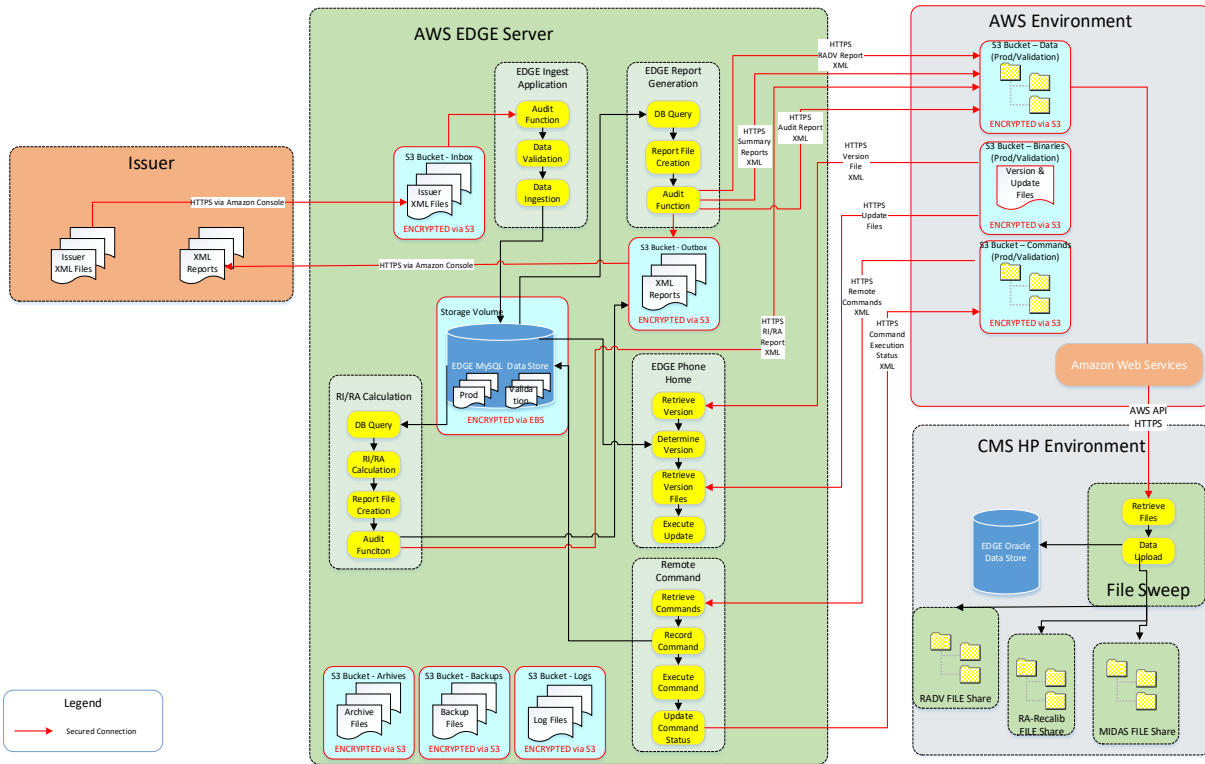 AWS EDGE Server
EDGE Ingest
Application
Audit
Function
Data
Validation
Data
Ingestion
EDGE Report
Generation
DB Query
Report File
Creation
Audit
Function
S3 Bucket - Inbox
Issuer
XML Files
ENCRYPTED via S3
Issuer
HTTPS via Amazon Console
Issuer
XML Files
XML
Reports
HTTPS via Amazon Console
S3 Bucket - Outbox
XML
Reports
ENCRYPTED via S3
Storage Volume
EDGE MySQL Data Store
Prod
Valida
tion
ENCRYPTED via EBS
RI/RA Calculation
DB Query
RI/RA
Calculation
Report File
Creation
Audit
Funciton
EDGE Phone
Home
Retrieve
Version
Determine
Version
Retrieve
Version
Files
Execute
Update
Remote
Command
Retrieve
Commands
Record
Command
Execute
Command
Update
Command
Status
S3 Bucket - Arhives
Archive
Files
ENCRYPTED via S3
S3 Bucket - Backups
Backup
Files
ENCRYPTED via S3
S3 Bucket - Logs
Log Files
ENCRYPTED via S3
HTTPS
RADV Report
XML
HTTPS
Summary
Reports
XML
HTTPS
Audit Report
XML
HTTPS
RI/RA
Report
XML
HTTPS
Version
File
XML
HTTPS
Update
Files
HTTPS
Remote
Commands
XML
HTTPS
Command
Execution
Status
XML
AWS Environment
S3 Bucket – Data
(Prod/Validation)
ENCRYPTED via S3
S3 Bucket – Binaries
(Prod/Validation)
Version &
Update
Files
ENCRYPTED via S3
S3 Bucket – Commands
(Prod/Validation)
ENCRYPTED via S3
Amazon Web Services
AWS API
HTTPS
CMS HP Environment
Retrieve
Files
Data
Upload
File Sweep
EDGE Oracle
Data Store
RADV FILE Share
RA-Recalib
FILE Share
MIDAS FILE Share
Legend
Secured Connection